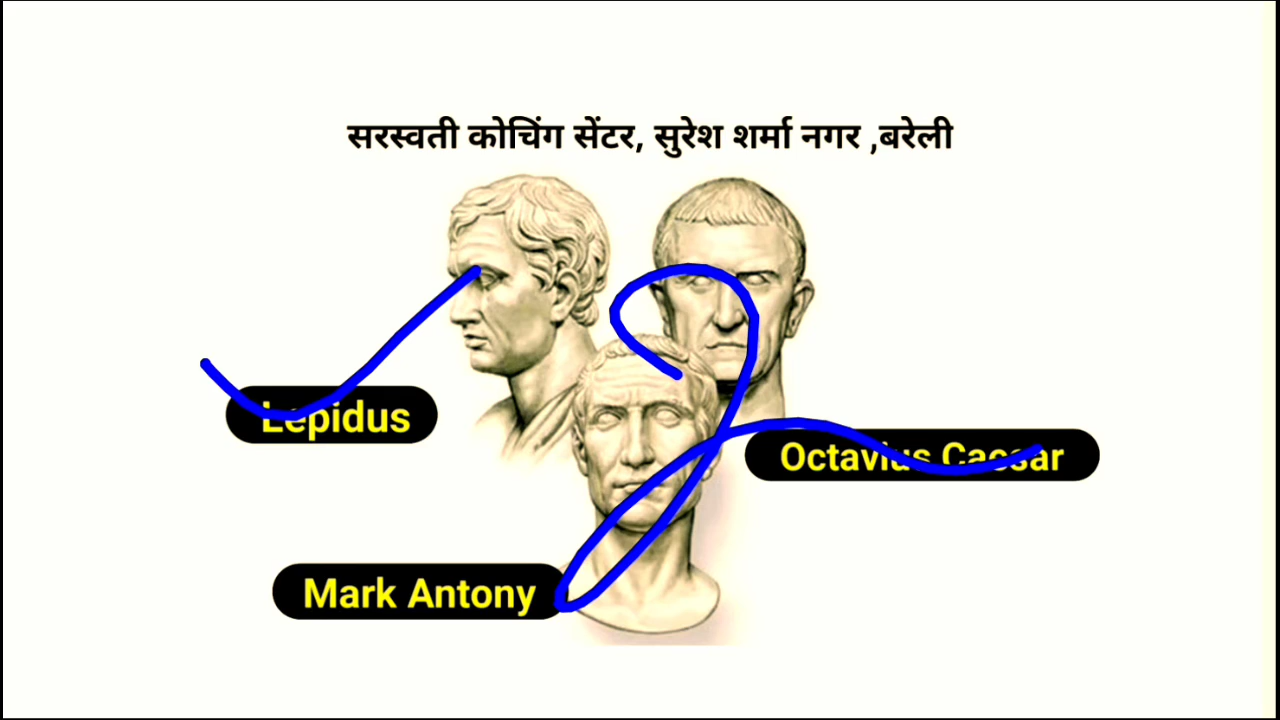 सरस्वती कोचिंग सेंटर, सुरेश शर्मा नगर ,बरेली
Lepidus
Octavius Caesar
Mark Antony